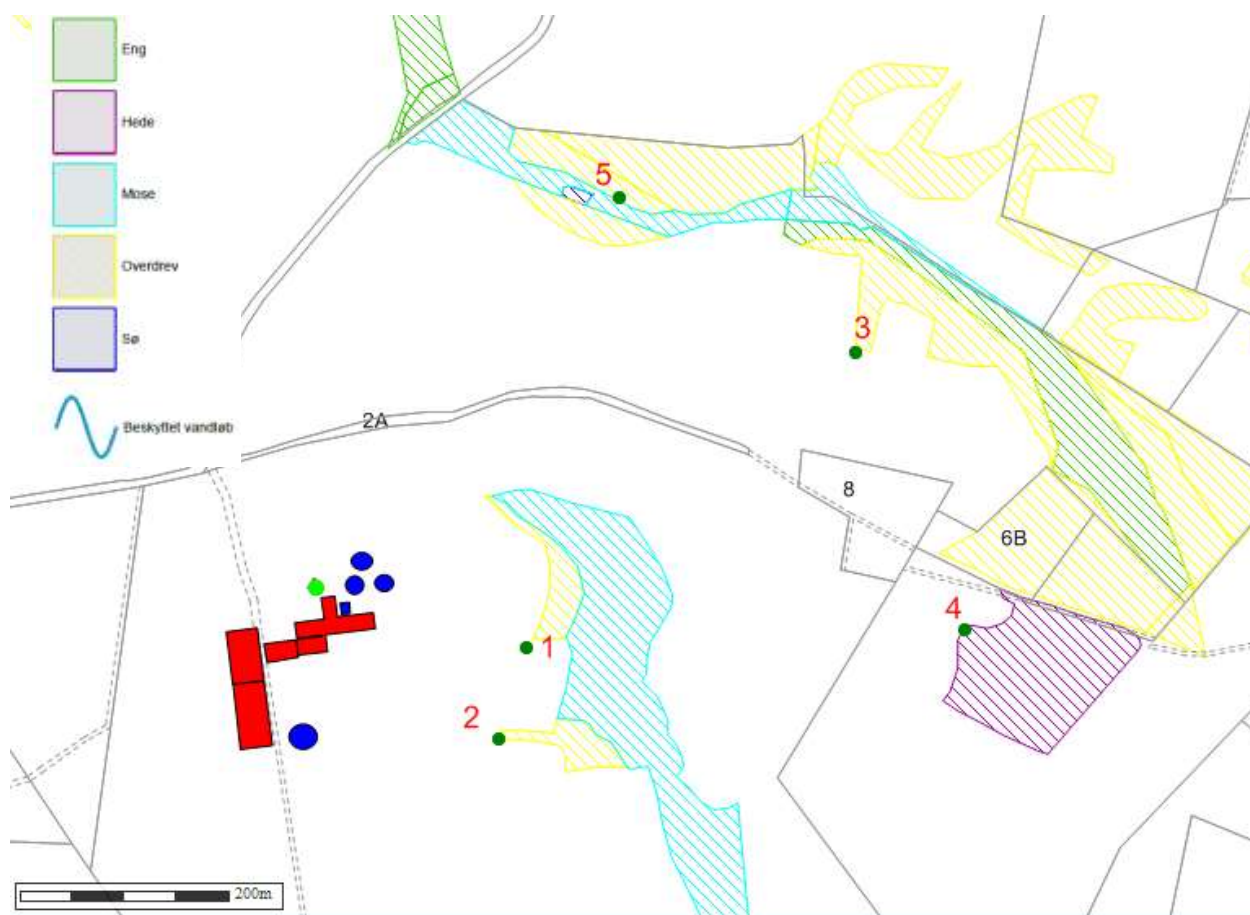 Eng
Hede
Mose
Overdrev
Sø
Beskyttet vandløb
5
3
2A
8
6B
4
1
2
200m